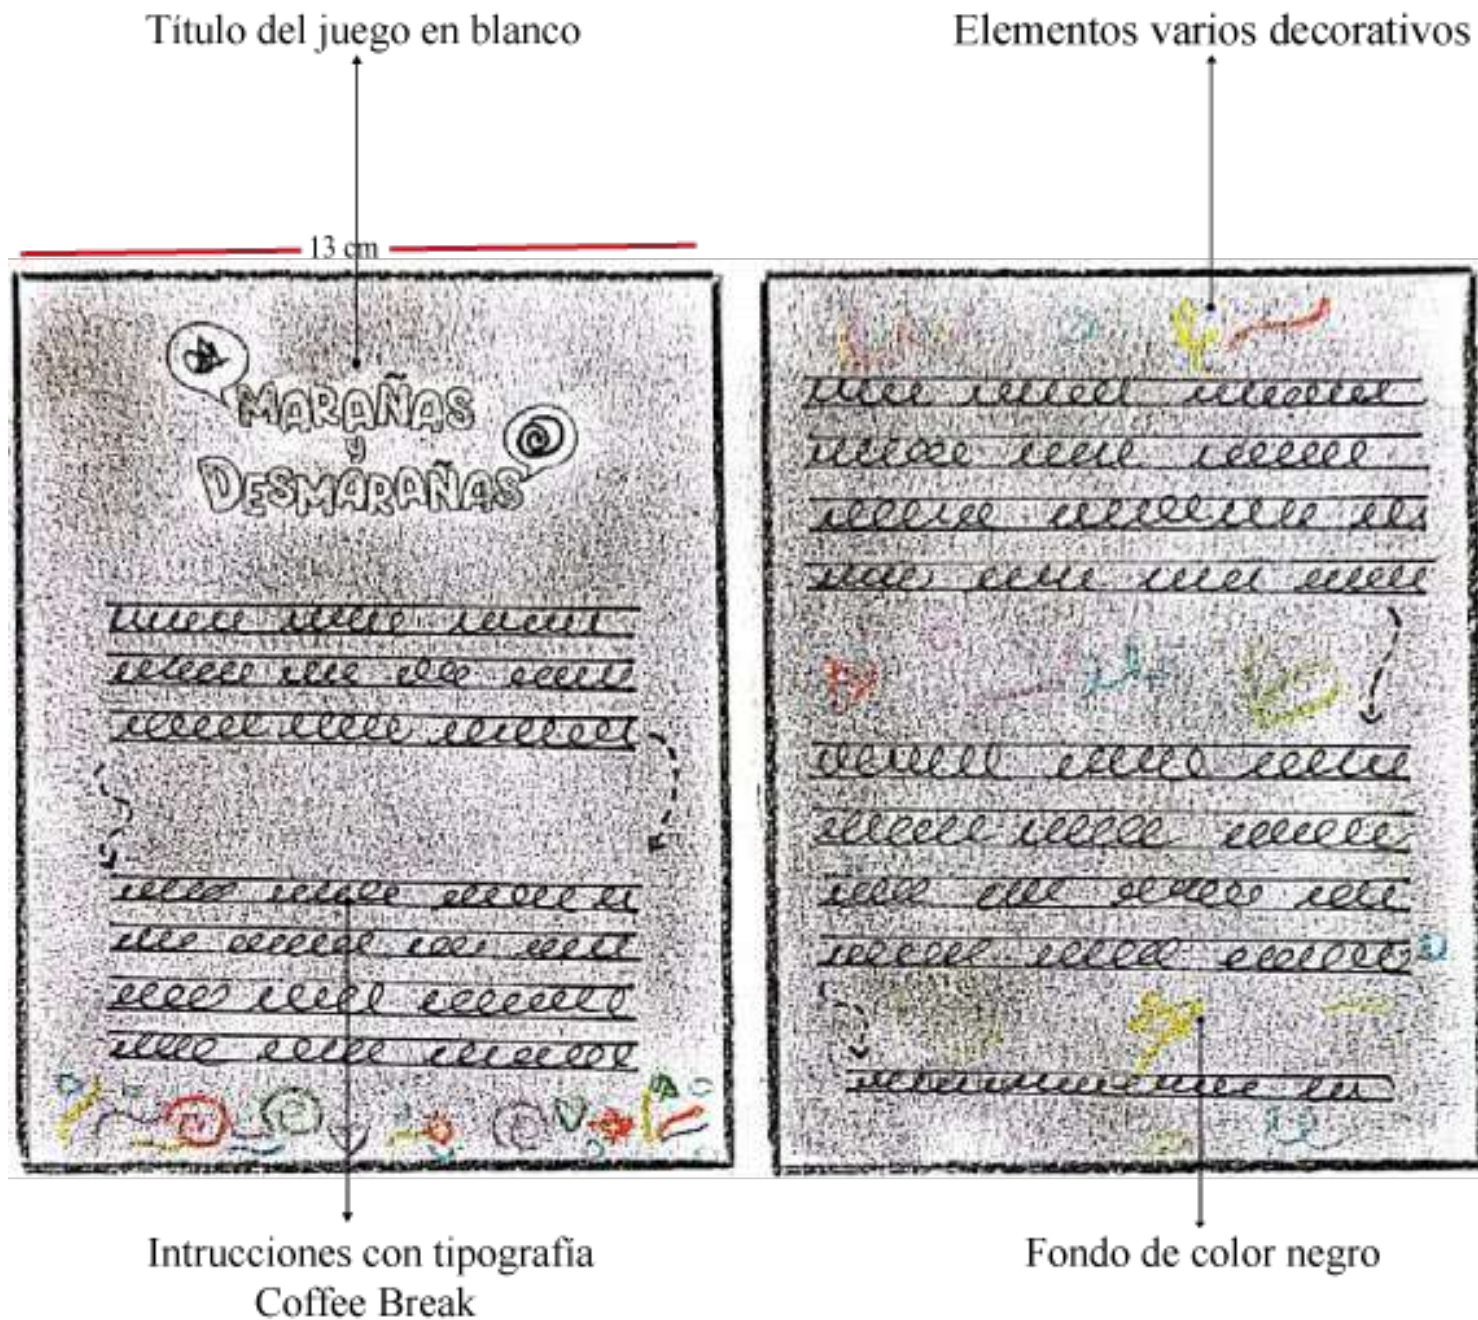 Título del juego en blanco
Elementos varios decorativos
13 cm
MARAÑAS
y
DESMARAÑAS
Intrucciones con tipografía
Coffee Break
Fondo de color negro